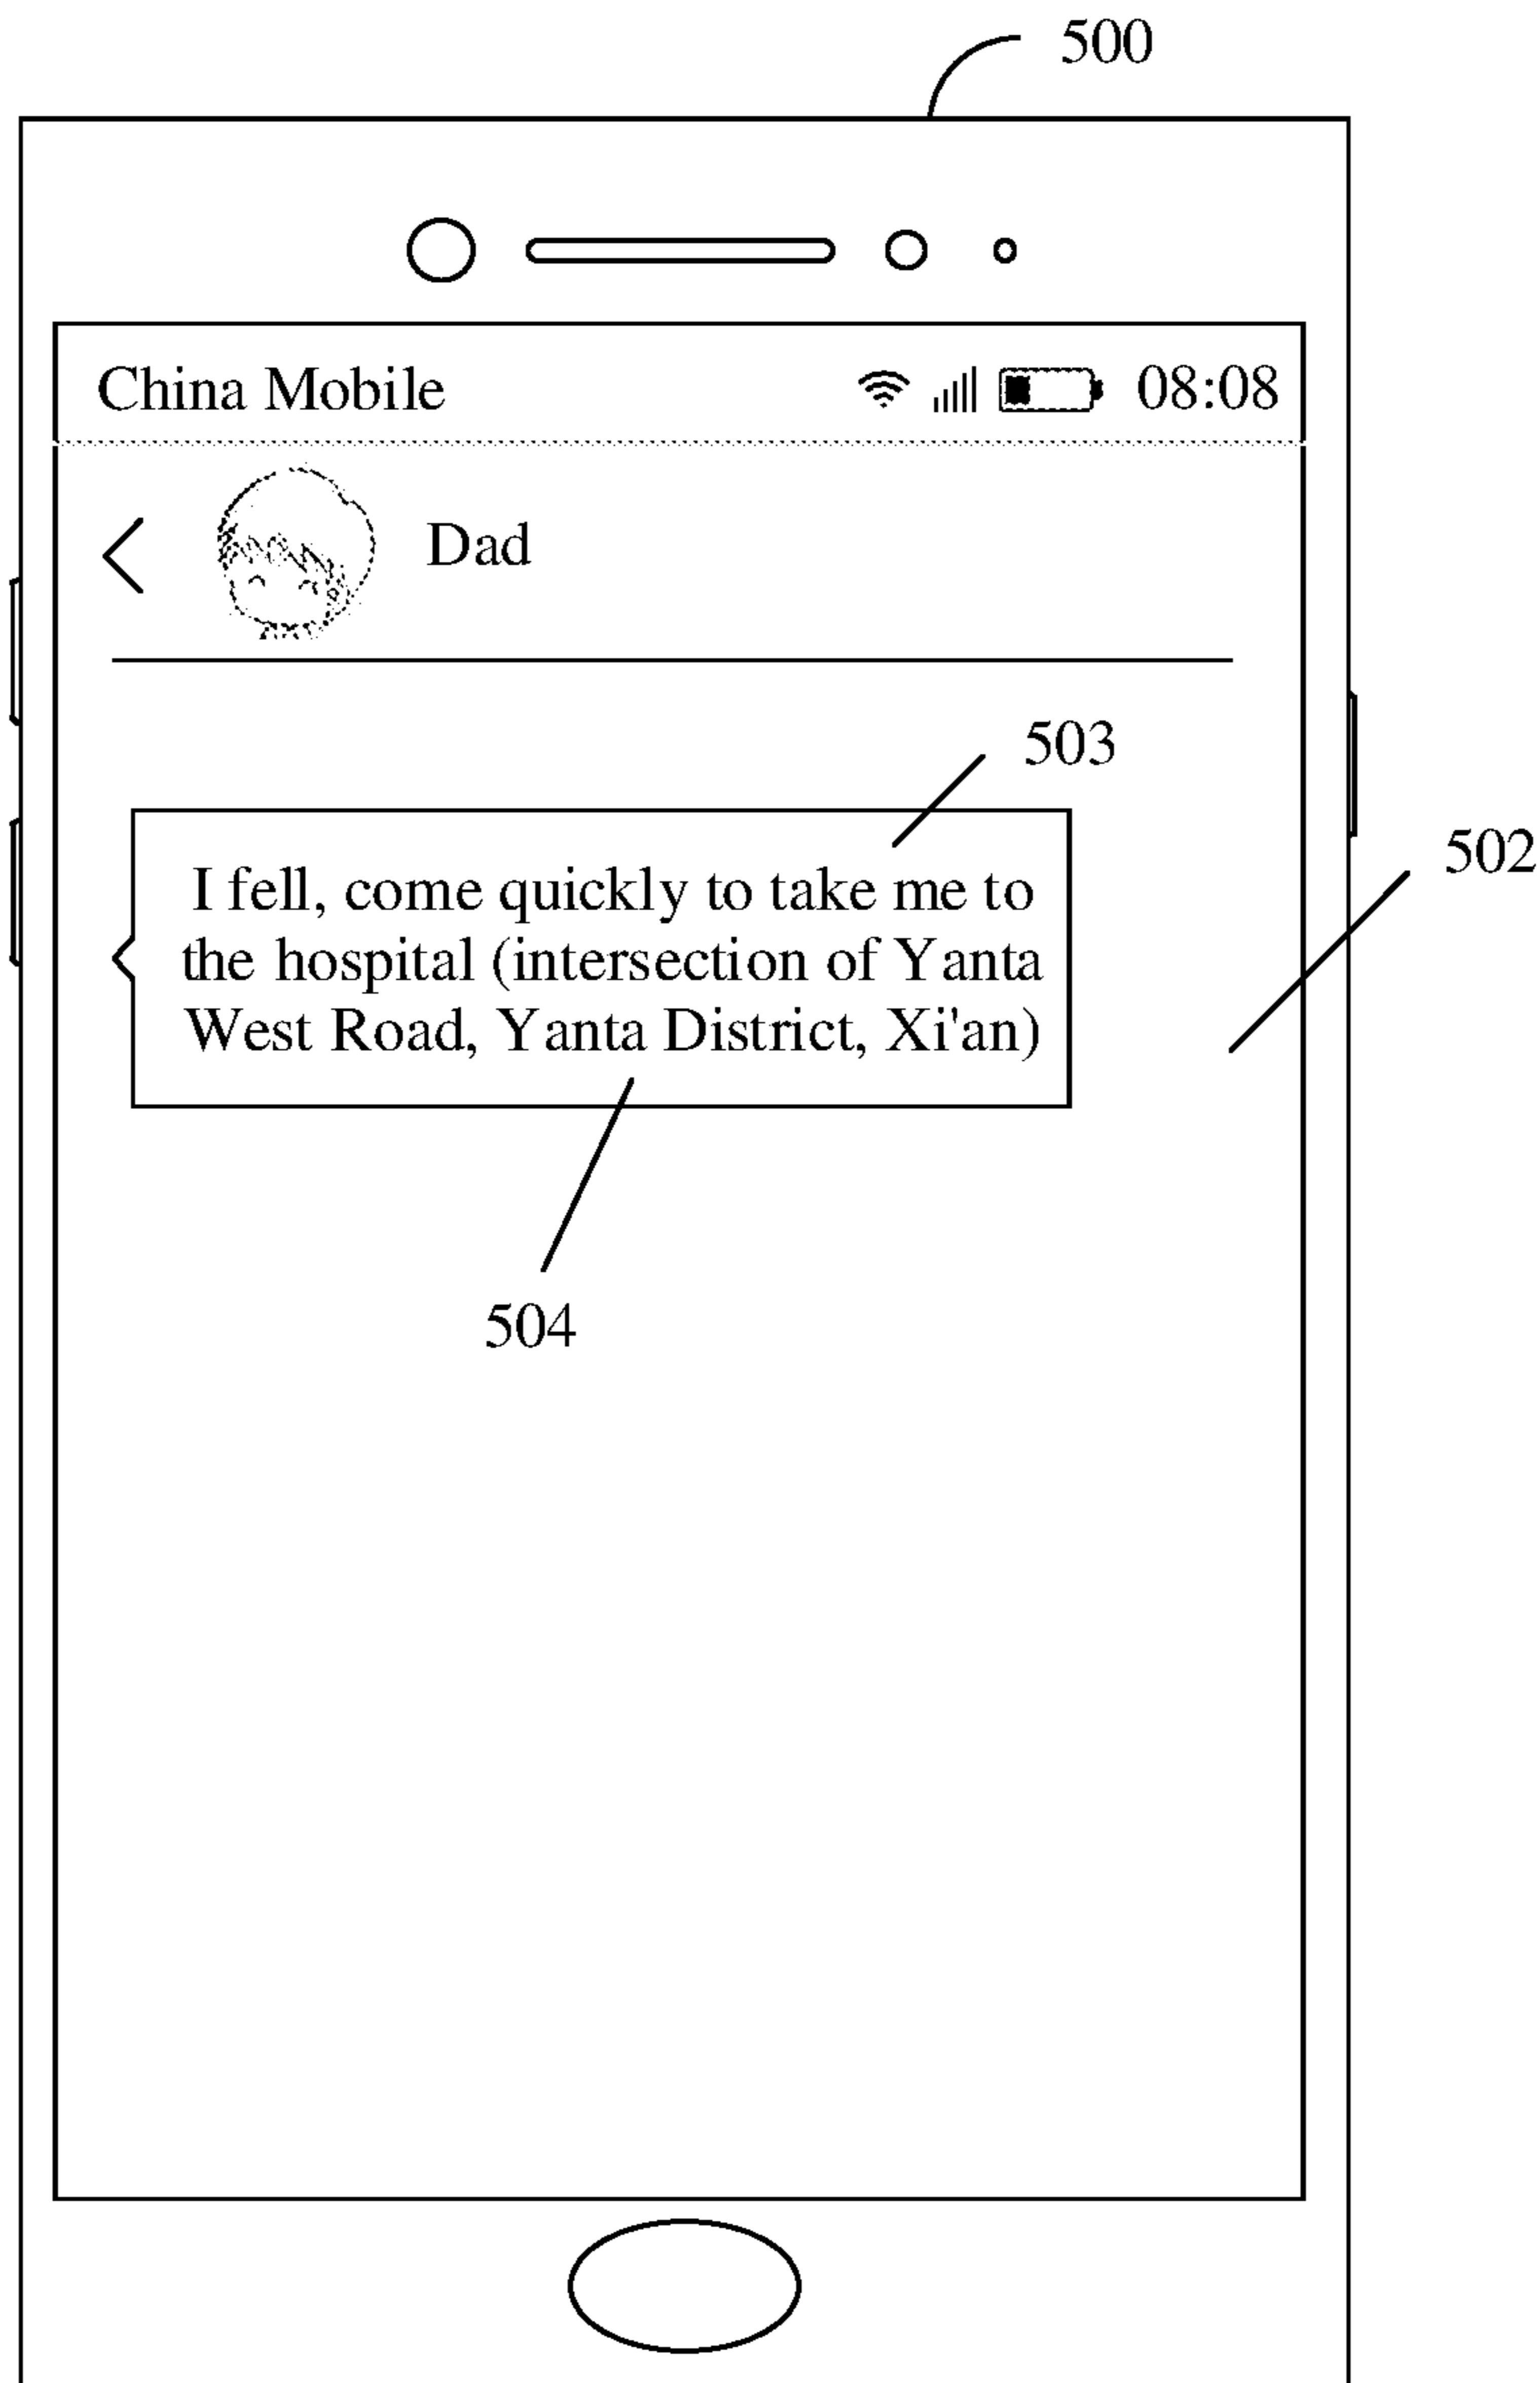 500
China Mobile 08:08
Dad
503
502
I fell, come quickly to take me to
the hospital (intersection of Yanta
West Road, Yanta District, Xi'an)
504